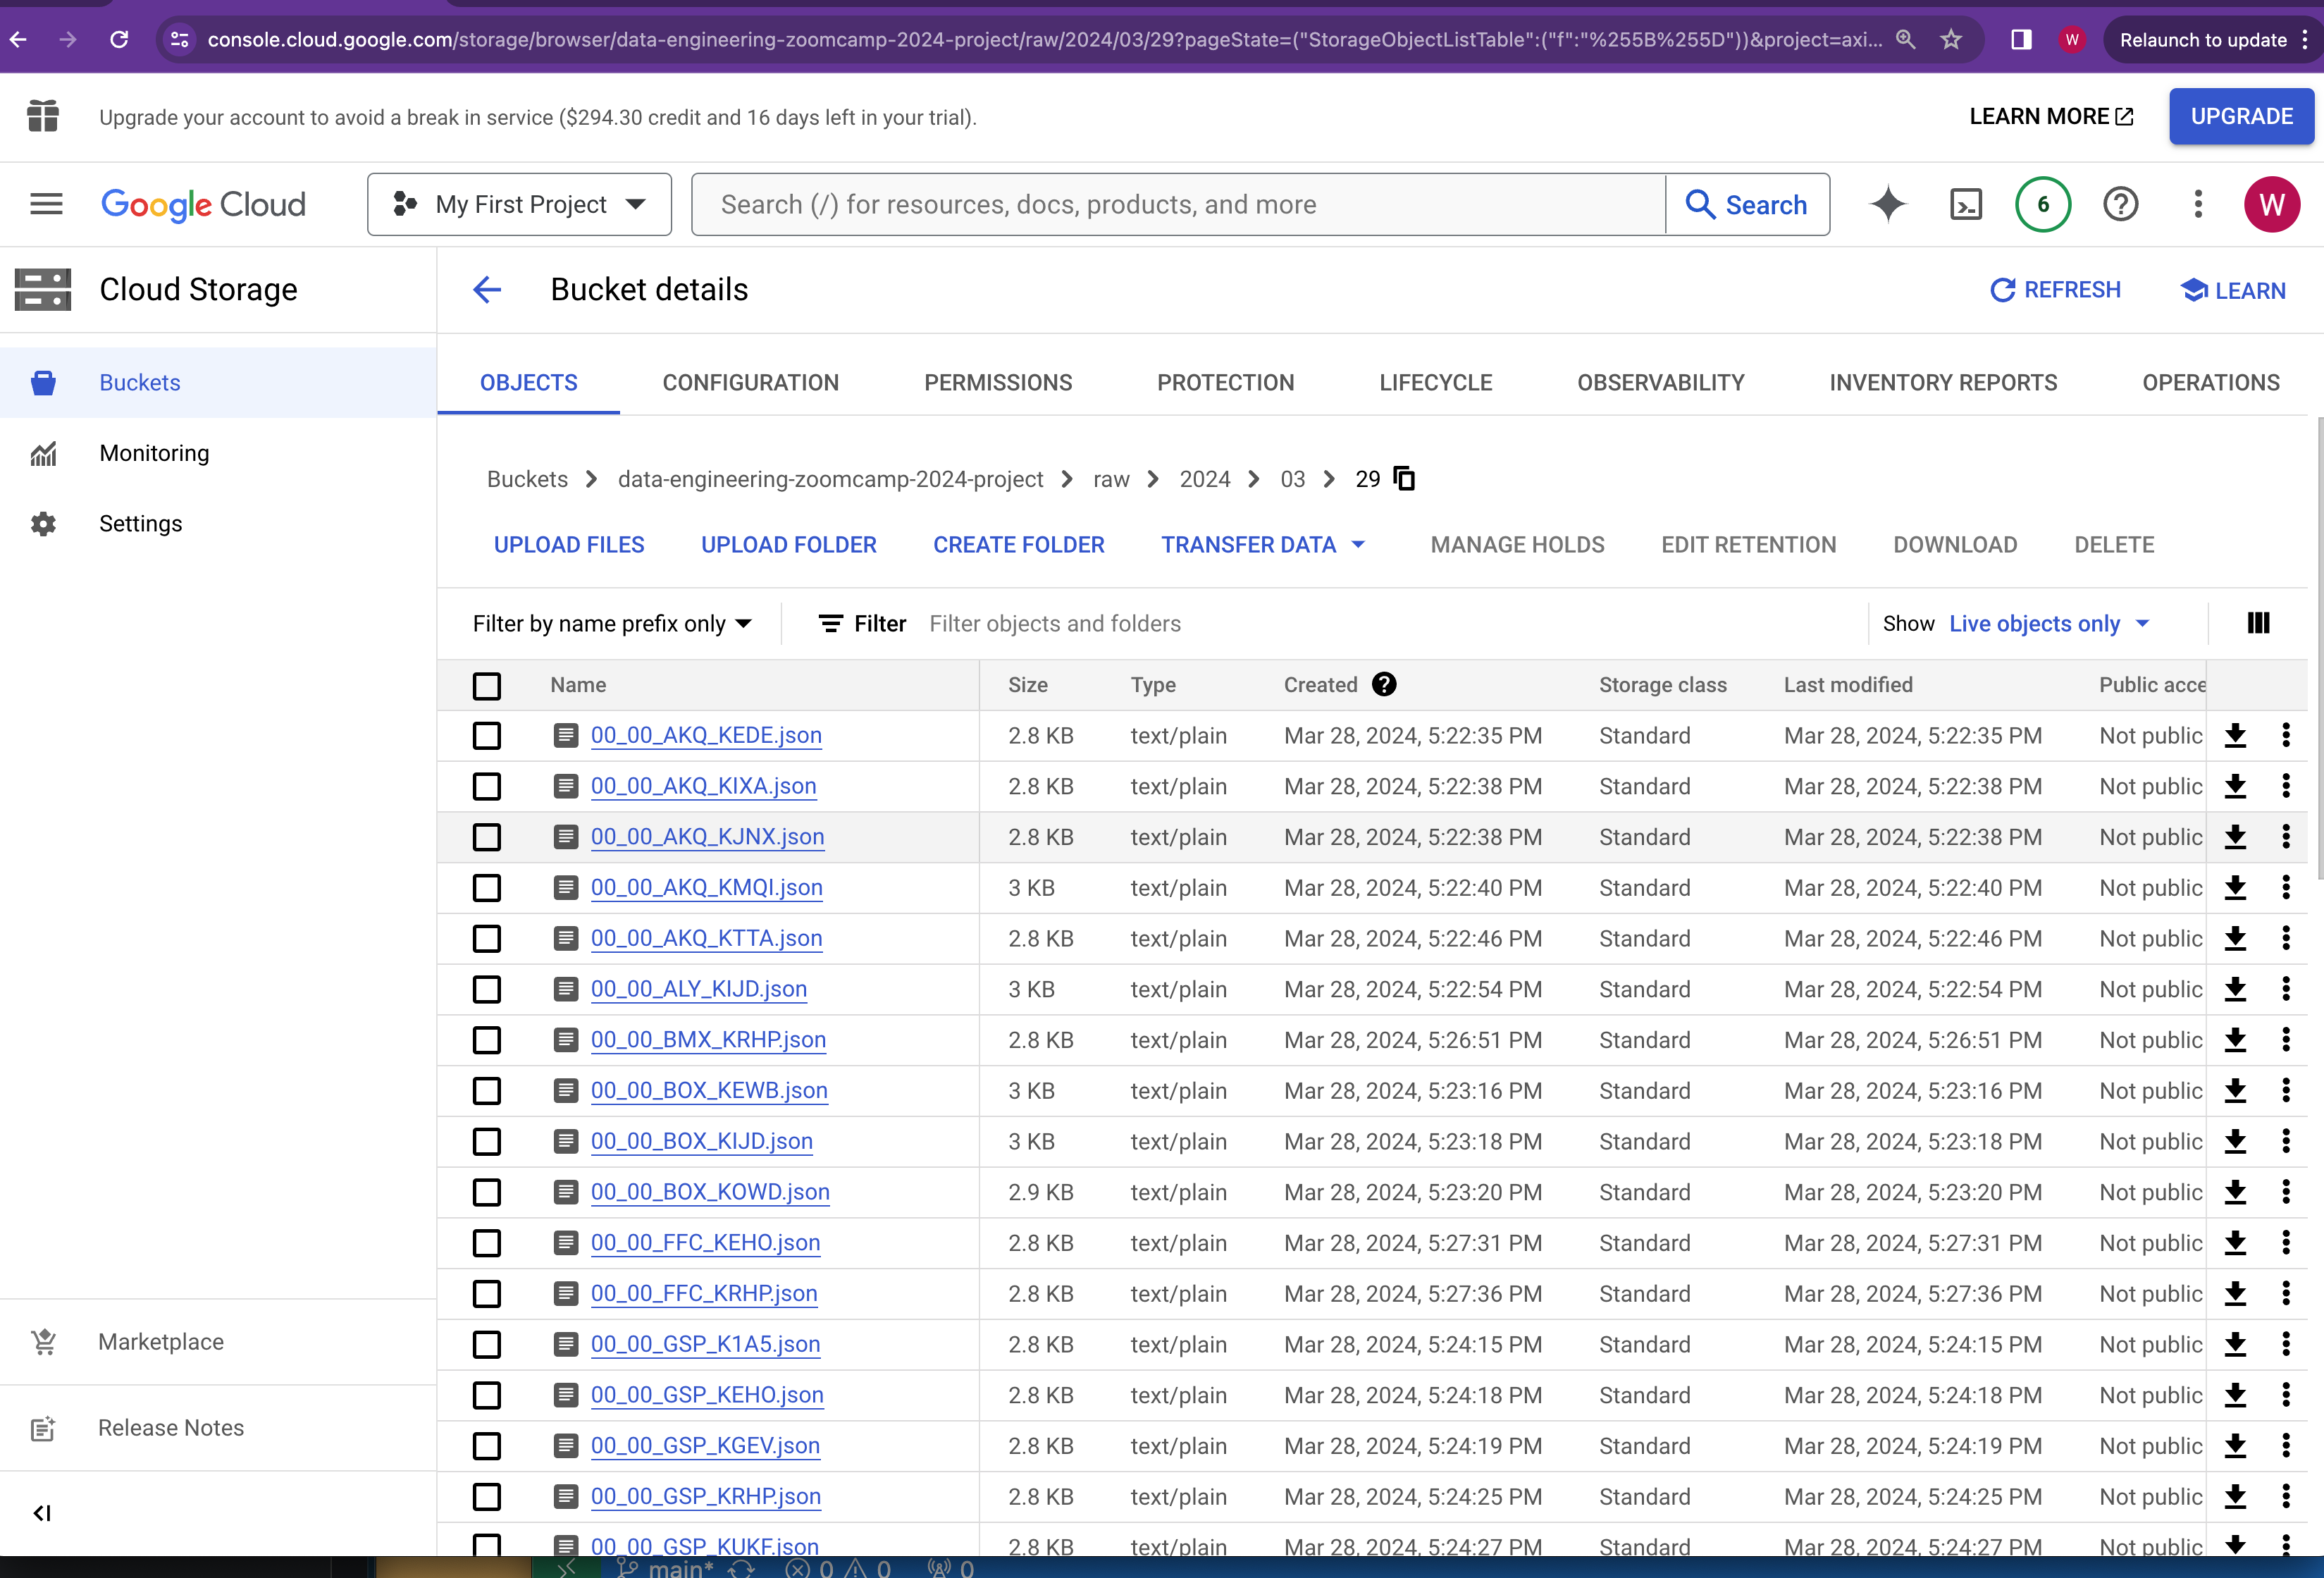 console.cloud.google.com/storage/browser/data-engineering-zoomcamp-2024-project/raw/2024/03/29?pageState=("StorageObjectListTable":("f":"%255B%255D"))&project=axi... W Relaunch to update
Upgrade your account to avoid a break in service ($294.30 credit and 16 days left in your trial). LEARN MORE UPGRADE
Google Cloud My First Project Search (/) for resources, docs, products, and more Search 6 W
Cloud Storage
Buckets
Monitoring
Settings
Marketplace
Release Notes
Bucket details REFRESH LEARN
OBJECTS CONFIGURATION PERMISSIONS PROTECTION LIFECYCLE OBSERVABILITY INVENTORY REPORTS OPERATIONS
Buckets > data-engineering-zoomcamp-2024-project > raw > 2024 > 03 > 29
UPLOAD FILES UPLOAD FOLDER CREATE FOLDER TRANSFER DATA MANAGE HOLDS EDIT RETENTION DOWNLOAD DELETE
Filter by name prefix only Filter Filter objects and folders Show Live objects only
Name Size Type Created Storage class Last modified Public acce
00_00_AKQ_KEDE.json 2.8 KB text/plain Mar 28, 2024, 5:22:35 PM Standard Mar 28, 2024, 5:22:35 PM Not public
00_00_AKQ_KIXA.json 2.8 KB text/plain Mar 28, 2024, 5:22:38 PM Standard Mar 28, 2024, 5:22:38 PM Not public
00_00_AKQ_KJNX.json 2.8 KB text/plain Mar 28, 2024, 5:22:38 PM Standard Mar 28, 2024, 5:22:38 PM Not public
00_00_AKQ_KMQI.json 3 KB text/plain Mar 28, 2024, 5:22:40 PM Standard Mar 28, 2024, 5:22:40 PM Not public
00_00_AKQ_KTTA.json 2.8 KB text/plain Mar 28, 2024, 5:22:46 PM Standard Mar 28, 2024, 5:22:46 PM Not public
00_00_ALY_KIJD.json 3 KB text/plain Mar 28, 2024, 5:22:54 PM Standard Mar 28, 2024, 5:22:54 PM Not public
00_00_BMX_KRHP.json 2.8 KB text/plain Mar 28, 2024, 5:26:51 PM Standard Mar 28, 2024, 5:26:51 PM Not public
00_00_BOX_KEWB.json 3 KB text/plain Mar 28, 2024, 5:23:16 PM Standard Mar 28, 2024, 5:23:16 PM Not public
00_00_BOX_KIJD.json 3 KB text/plain Mar 28, 2024, 5:23:18 PM Standard Mar 28, 2024, 5:23:18 PM Not public
00_00_BOX_KOWD.json 2.9 KB text/plain Mar 28, 2024, 5:23:20 PM Standard Mar 28, 2024, 5:23:20 PM Not public
00_00_FFC_KEHO.json 2.8 KB text/plain Mar 28, 2024, 5:27:31 PM Standard Mar 28, 2024, 5:27:31 PM Not public
00_00_FFC_KRHP.json 2.8 KB text/plain Mar 28, 2024, 5:27:36 PM Standard Mar 28, 2024, 5:27:36 PM Not public
00_00_GSP_K1A5.json 2.8 KB text/plain Mar 28, 2024, 5:24:15 PM Standard Mar 28, 2024, 5:24:15 PM Not public
00_00_GSP_KEHO.json 2.8 KB text/plain Mar 28, 2024, 5:24:18 PM Standard Mar 28, 2024, 5:24:18 PM Not public
00_00_GSP_KGEV.json 2.8 KB text/plain Mar 28, 2024, 5:24:19 PM Standard Mar 28, 2024, 5:24:19 PM Not public
00_00_GSP_KRHP.json 2.8 KB text/plain Mar 28, 2024, 5:24:25 PM Standard Mar 28, 2024, 5:24:25 PM Not public
00_00_GSP_KUKF.json 2.8 KB text/plain Mar 28, 2024, 5:24:27 PM Standard Mar 28, 2024, 5:24:27 PM Not public
main* 0 0 0